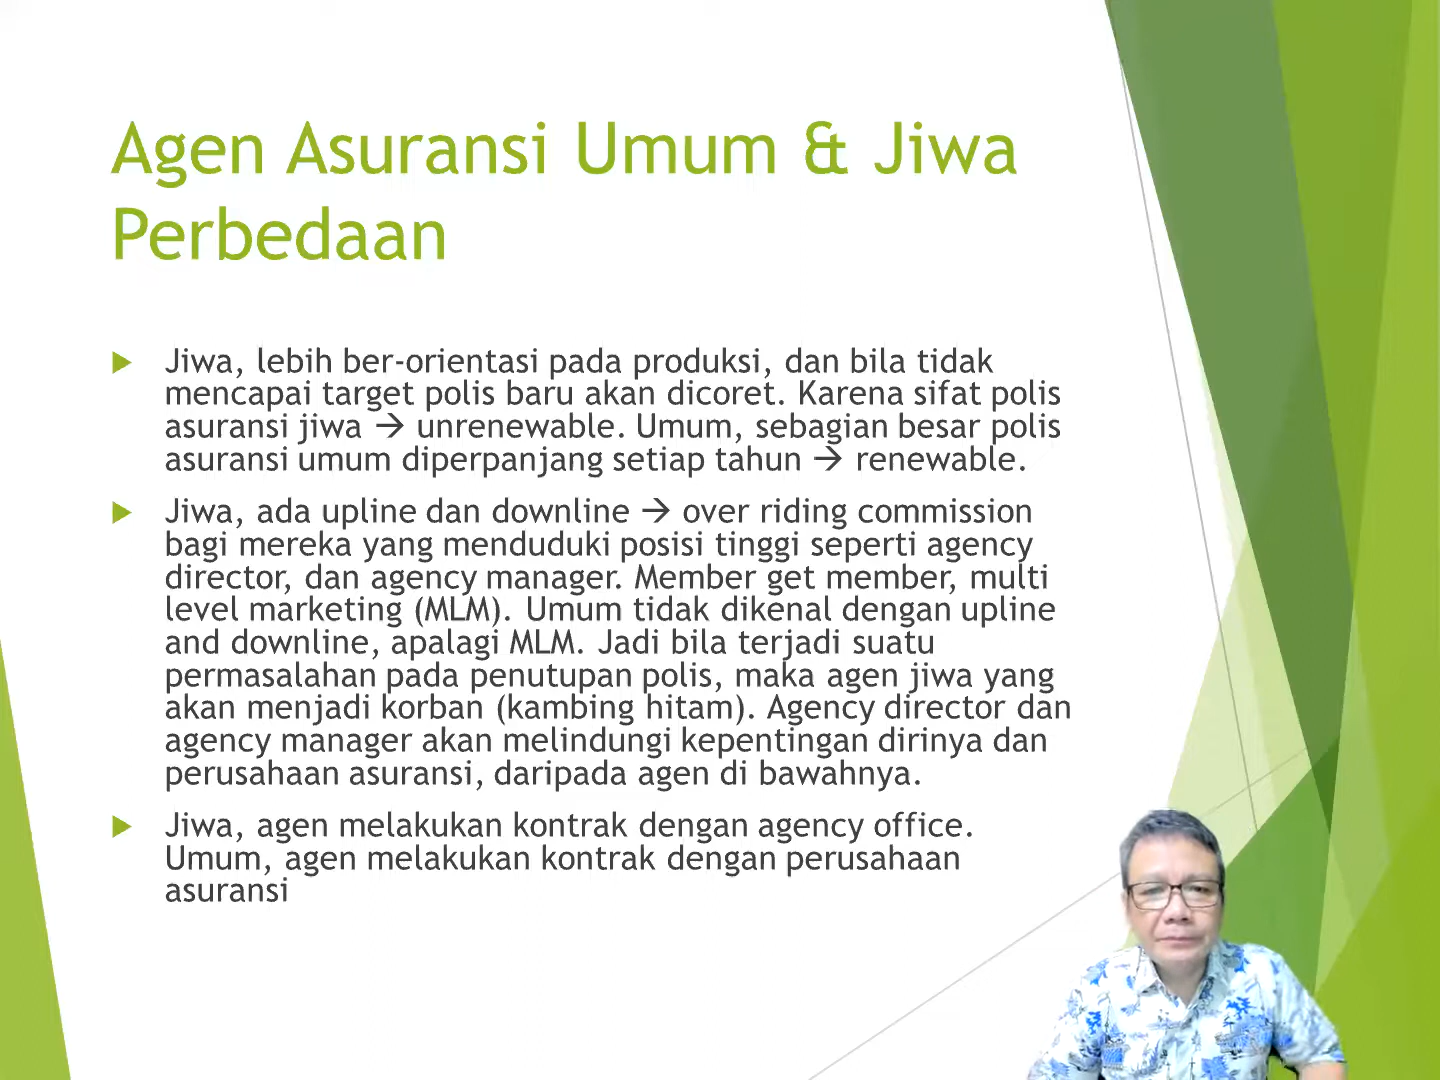 Agen Asuransi Umum & Jiwa
Perbedaan
Jiwa, lebih ber-orientasi pada produksi, dan bila tidak
mencapai target polis baru akan dicoret. Karena sifat polis
asuransi jiwa → unrenewable. Umum, sebagian besar polis
asuransi umum diperpanjang setiap tahun → renewable.
Jiwa, ada upline dan downline → over riding commission
bagi mereka yang menduduki posisi tinggi seperti agency
director, dan agency manager. Member get member, multi
level marketing (MLM). Umum tidak dikenal dengan upline
and downline, apalagi MLM. Jadi bila terjadi suatu
permasalahan pada penutupan polis, maka agen jiwa yang
akan menjadi korban (kambing hitam). Agency director dan
agency manager akan melindungi kepentingan dirinya dan
perusahaan asuransi, daripada agen di bawahnya.
Jiwa, agen melakukan kontrak dengan agency office.
Umum, agen melakukan kontrak dengan perusahaan
asuransi